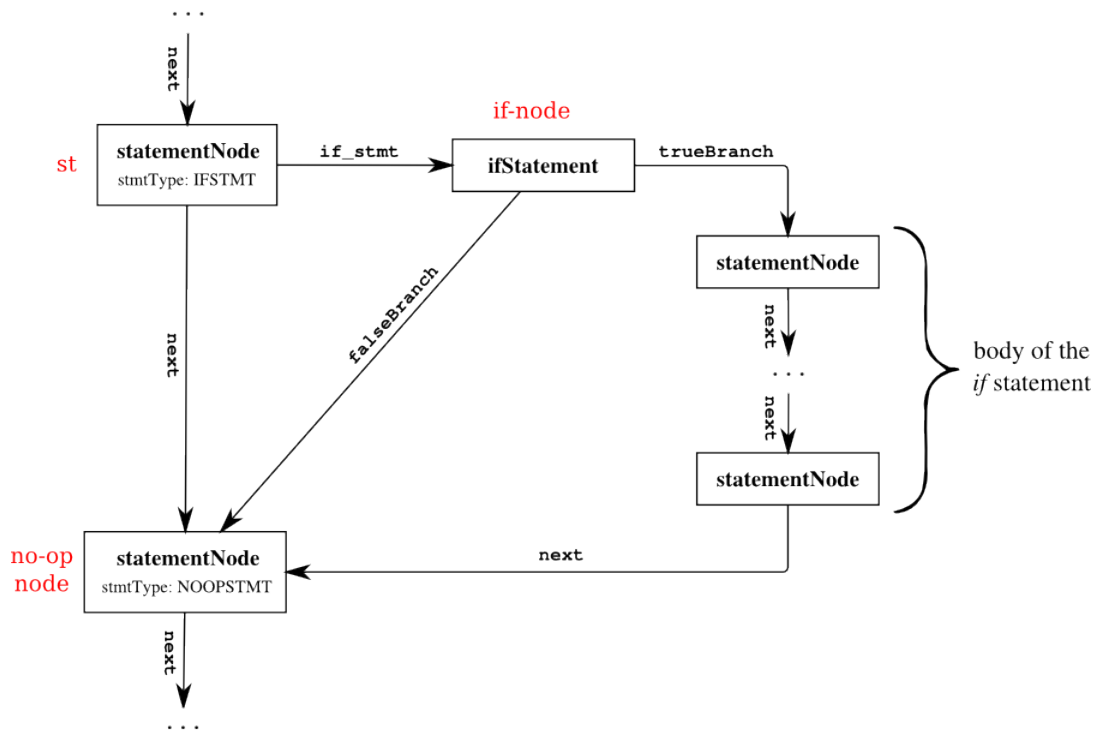 . . .
next
if-node
st
statementNode
stmtType: IFSTMT
if_stmt
ifStatement
trueBranch
statementNode
next
falseBranch
next
. . .
body of the
if statement
next
statementNode
no-op
node
statementNode
stmtType: NOOPSTMT
next
next
. . .